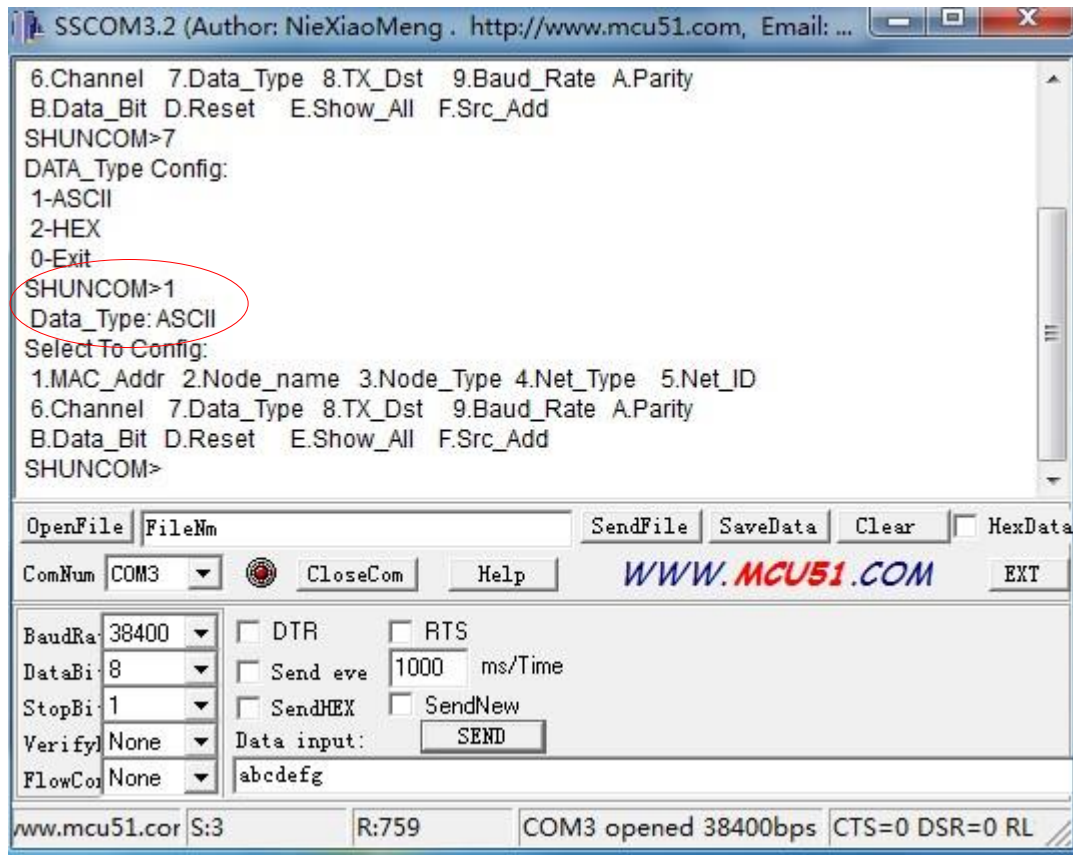 SSCOM3.2 (Author: NieXiaoMeng . http://www.mcu51.com, Email: ...
6.Channel 7.Data_Type 8.TX_Dst 9.Baud_Rate A.Parity
B.Data_Bit D.Reset E.Show_All F.Src_Add
SHUNCOM>7
DATA_Type Config:
1-ASCII
2-HEX
0-Exit
SHUNCOM>1
Data_Type: ASCII
Select To Config:
1.MAC_Addr 2.Node_name 3.Node_Type 4.Net_Type 5.Net_ID
6.Channel 7.Data_Type 8.TX_Dst 9.Baud_Rate A.Parity
B.Data_Bit D.Reset E.Show_All F.Src_Add
SHUNCOM>
OpenFile FileNm SendFile SaveData Clear HexData
ComNum COM3 CloseCom Help WWW.MCU51.COM EXT
BaudRa 38400 DTR RTS
DataBi 8 Send eve 1000 ms/Time
StopBi 1 SendHEX SendNew
Verify None Data input: SEND
FlowCo None abcdefg
www.mcu51.cor S:3 R:759 COM3 opened 38400bps CTS=0 DSR=0 RL